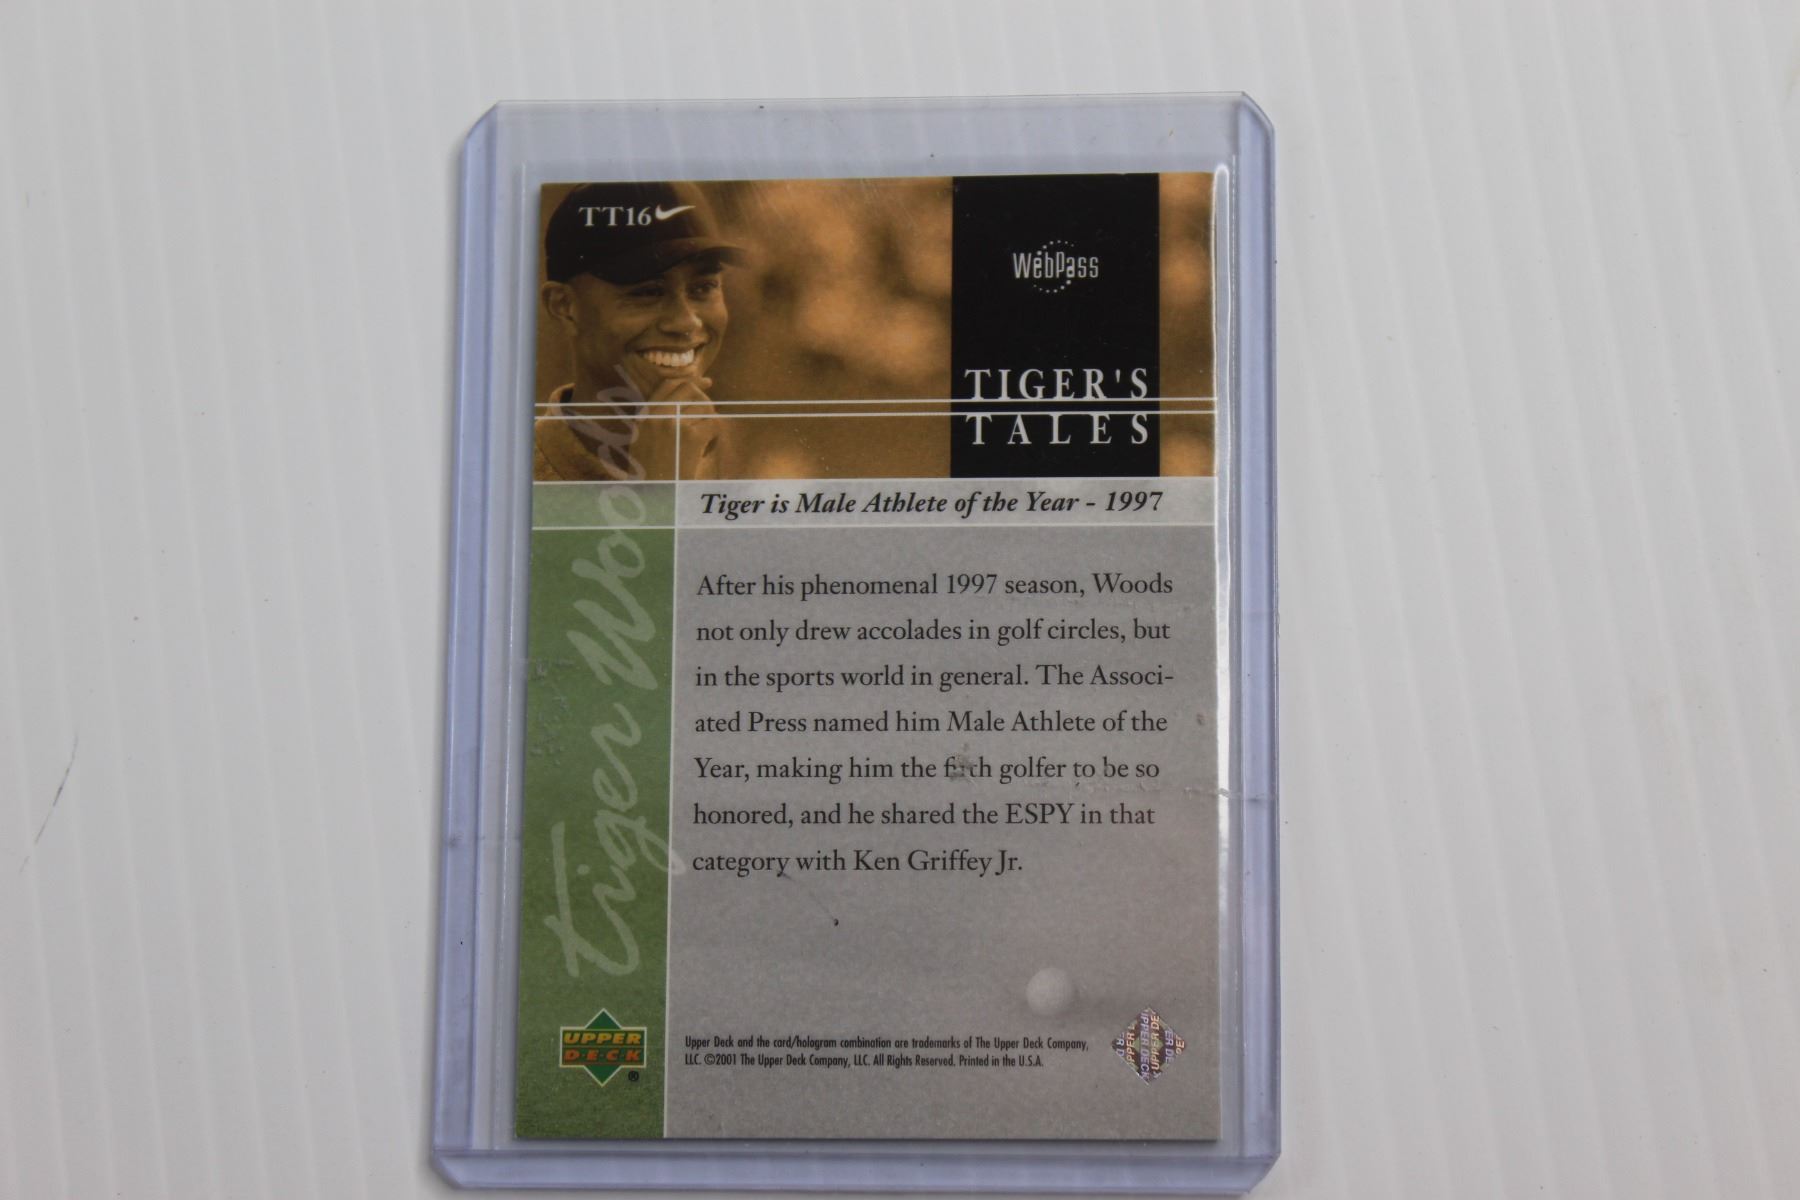 TT16
WebPass
TIGER'S
TALES
Tiger is Male Athlete of the Year - 1997
After his phenomenal 1997 season, Woods
not only drew accolades in golf circles, but
in the sports world in general. The Associ-
ated Press named him Male Athlete of the
Year, making him the golfer to be so
honored, and he shared the ESPY in that
category with Ken Griffey Jr.
Tiger Woods
UPPER
DECK
®
Upper Deck and the card/hologram combination are trademarks of The Upper Deck Company,
LLC. ©2001 The Upper Deck Company, LLC. All Rights Reserved. Printed in the U.S.A.
UPPER DECK